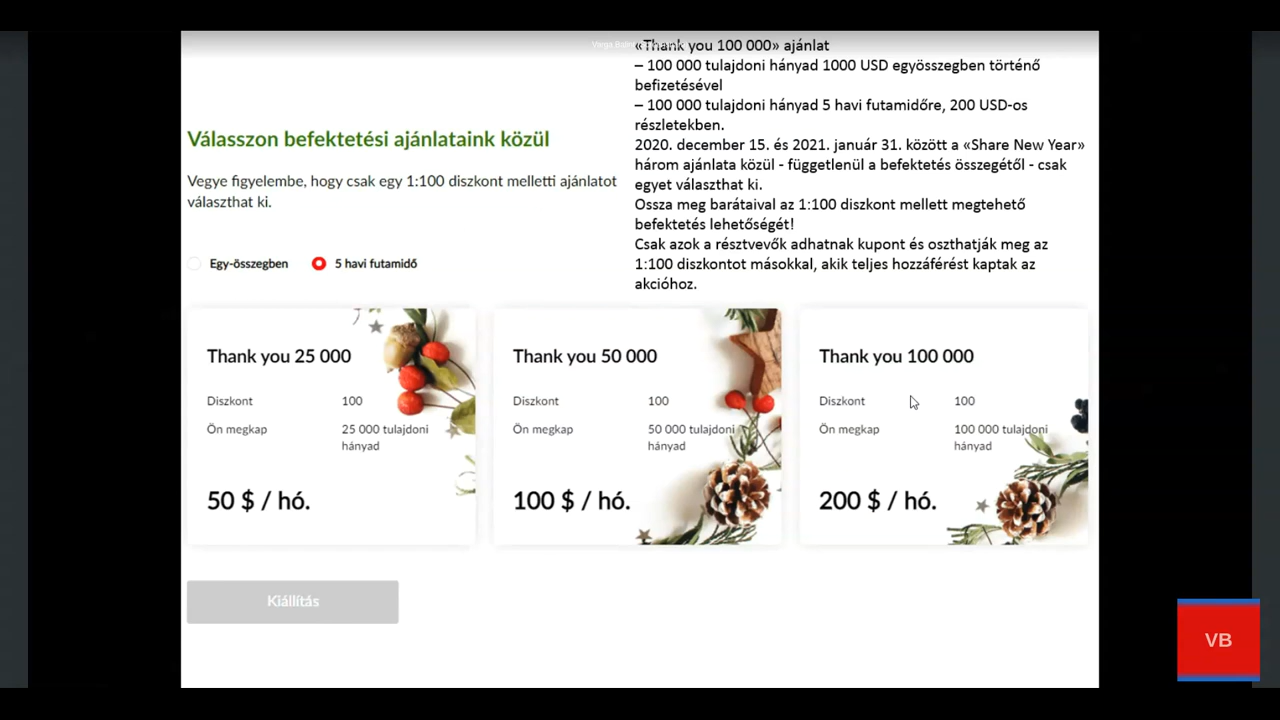 «Thank you 100 000» ajánlat
– 100 000 tulajdoni hányad 1000 USD egyösszegben történő
befizetésével
– 100 000 tulajdoni hányad 5 havi futamidőre, 200 USD-os
részletekben.
2020. december 15. és 2021. január 31. között a «Share New Year»
három ajánlata közül - függetlenül a befektetés összegétől - csak
egyet választhat ki.
Ossza meg barátaival az 1:100 diszkont mellett megtehető
befektetés lehetőségét!
Csak azok a résztvevők adhatnak kupont és oszthatják meg az
1:100 diszkontot másokkal, akik teljes hozzáférést kaptak az
akcióhoz.
Válasszon befektetési ajánlataink közül
Vegye figyelembe, hogy csak egy 1:100 diszkont melletti ajánlatot
választhat ki.
Egy-összegben 5 havi futamidő
Thank you 25 000
Diszkont 100
Ön megkap 25 000 tulajdoni
hányad
50 $ / hó.
Thank you 50 000
Diszkont 100
Ön megkap 50 000 tulajdoni
hányad
100 $ / hó.
Thank you 100 000
Diszkont 100
Ön megkap 100 000 tulajdoni
hányad
200 $ / hó.
Kiállítás
VB